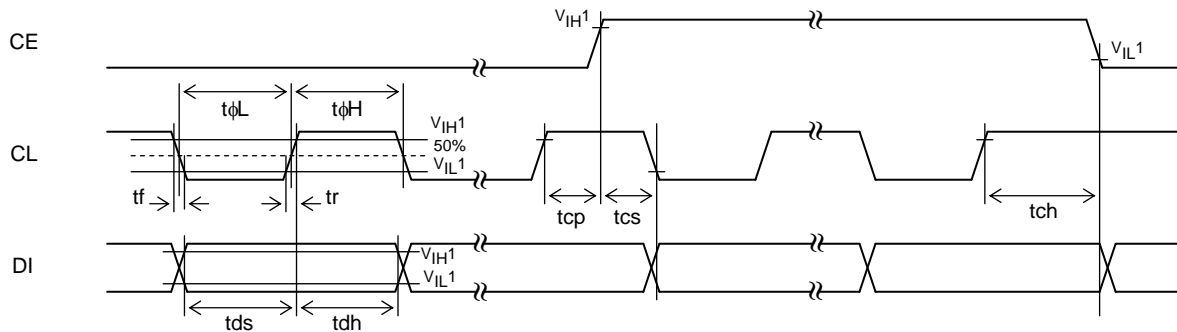 CE
VIH1
VIL1
tϕL
tϕH
CL
VIH1
50%
VIL1
tf
tr
tcp
tcs
tch
DI
VIH1
VIL1
tds
tdh